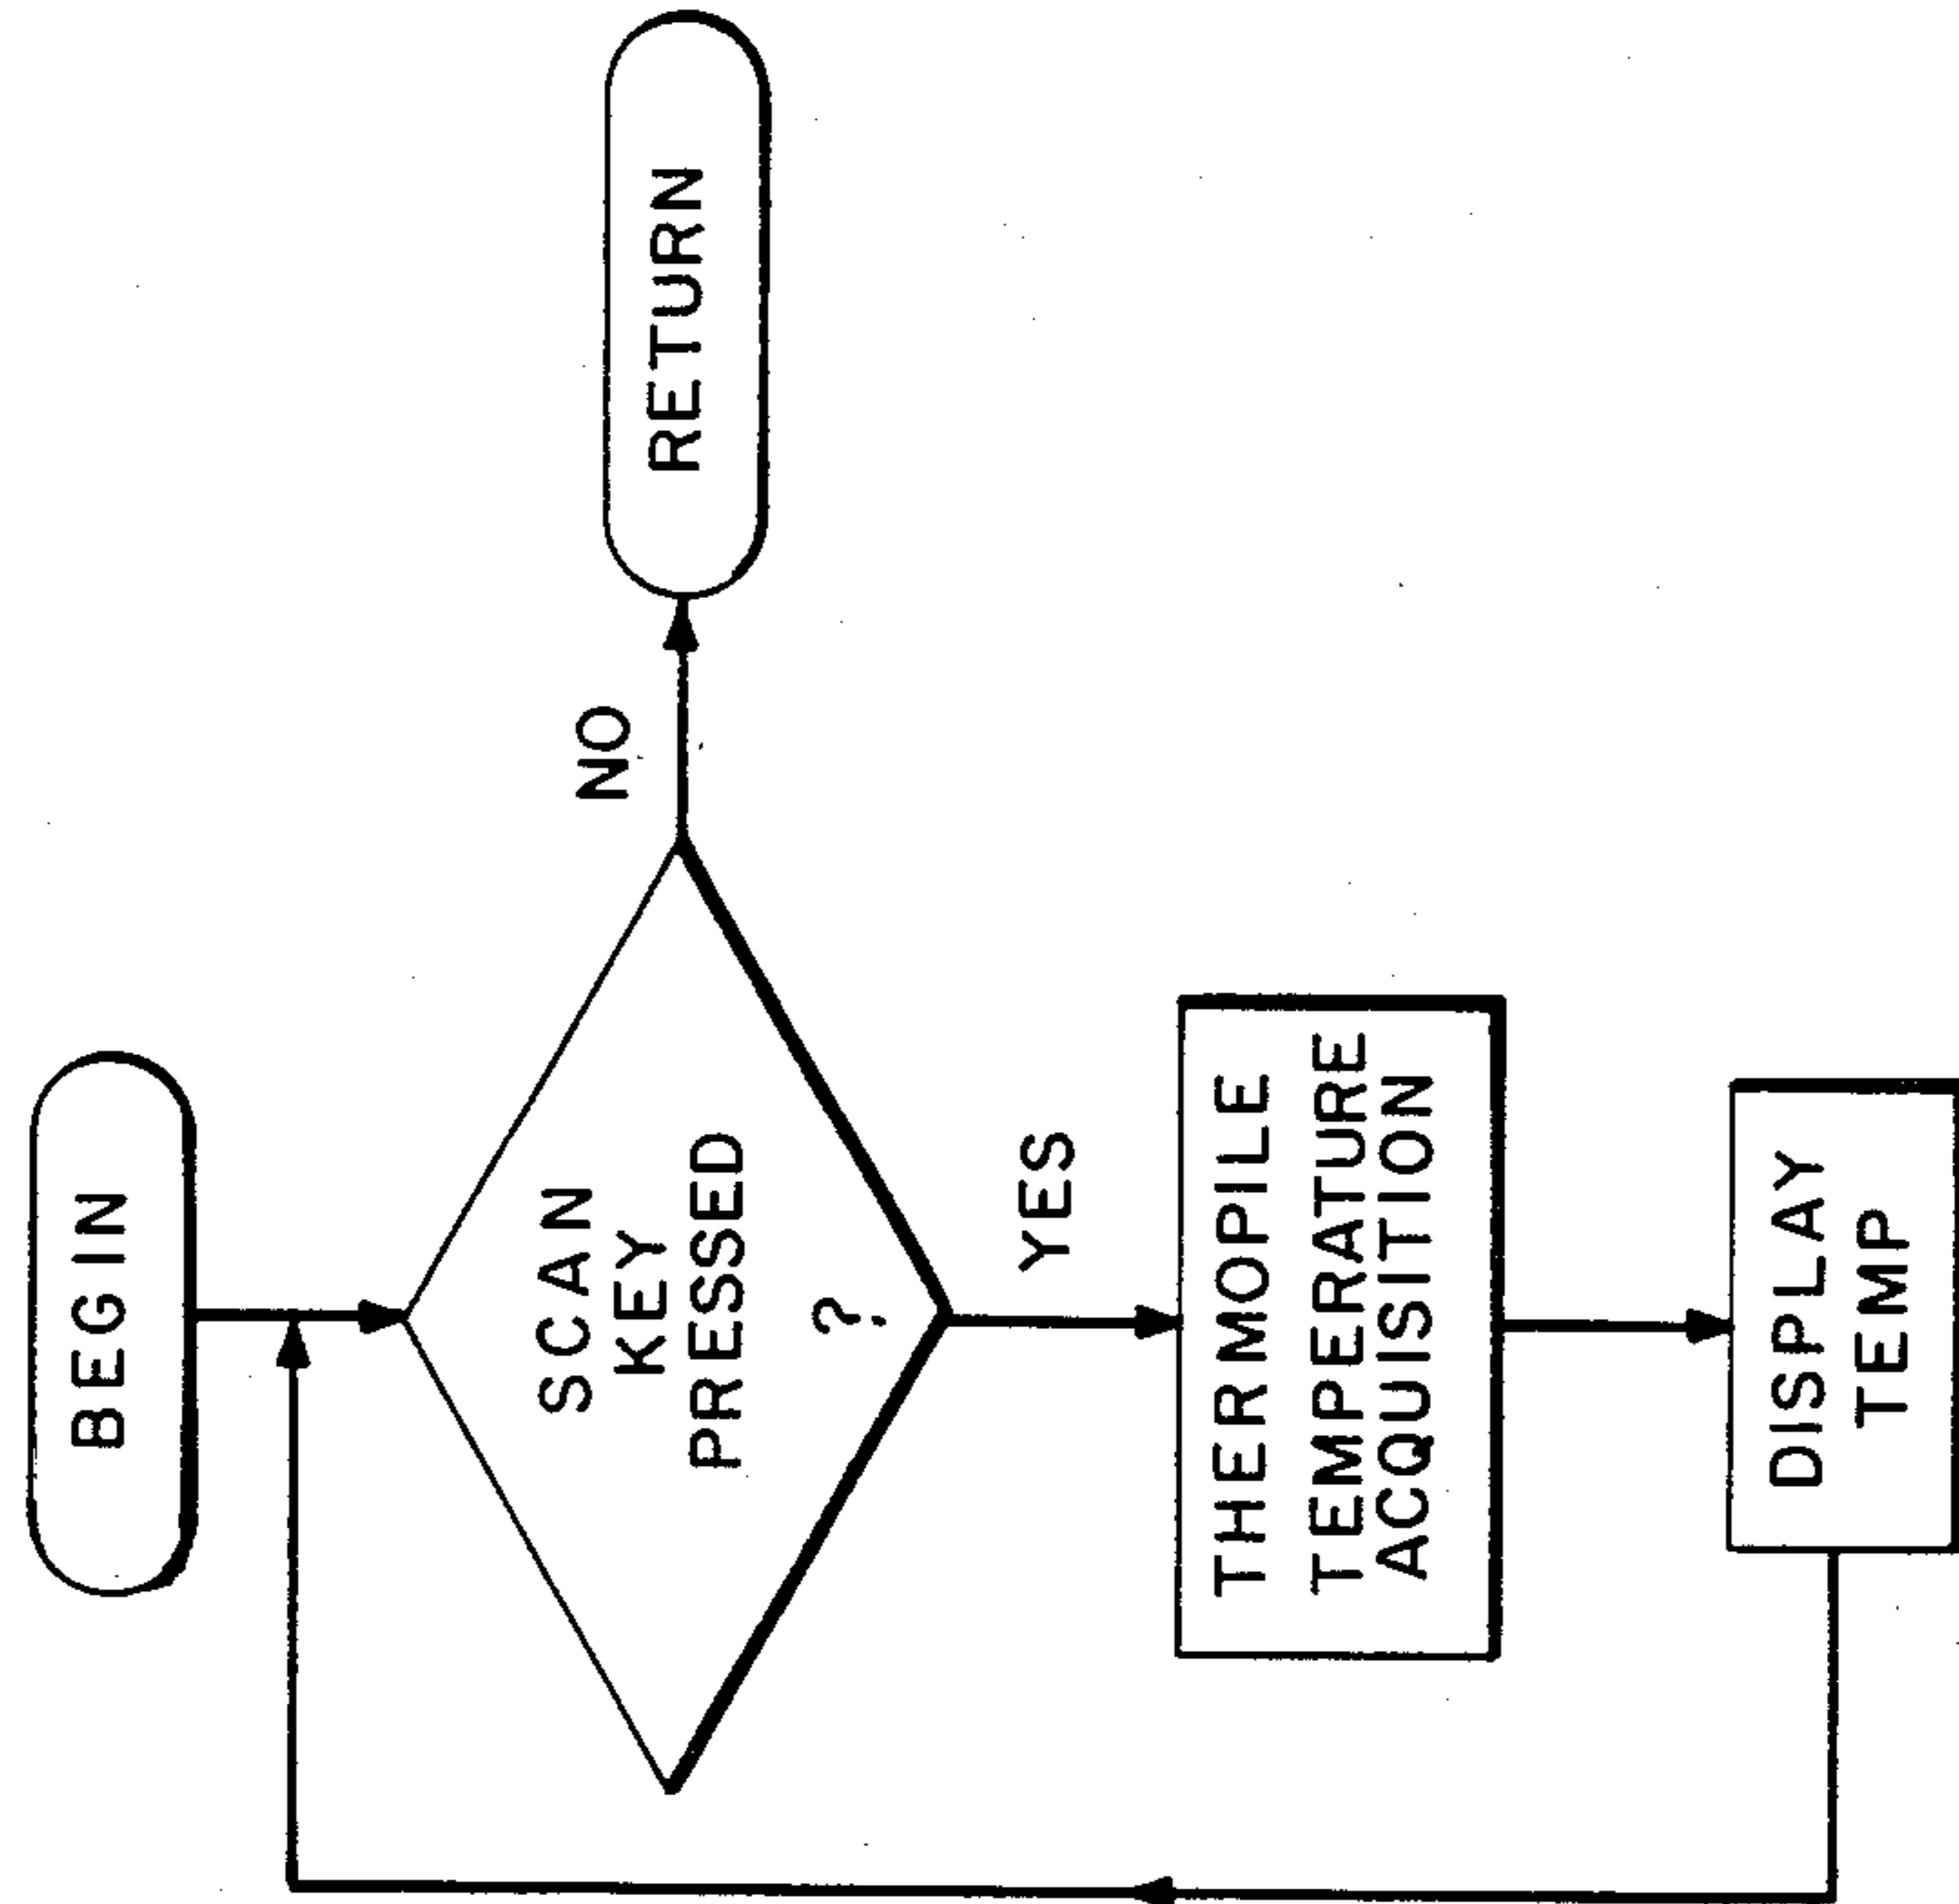 BEGIN
SCAN
KEY
PRESSED
?
NO
RETURN
YES
THERMOPILE
TEMPERATURE
ACQUISITION
DISPLAY
TEMP